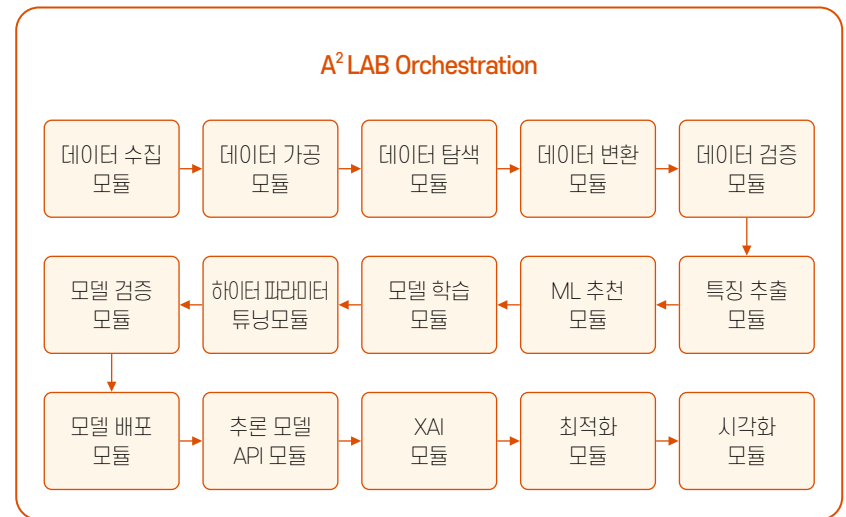 A² LAB Orchestration
데이터 수집
모듈
데이터 가공
모듈
데이터 탐색
모듈
데이터 변환
모듈
데이터 검증
모듈
모델 검증
모듈
하이터 파라미터
튜닝모듈
모델 학습
모듈
ML 추천
모듈
특징 추출
모듈
모델 배포
모듈
추론 모델
API 모듈
XAI
모듈
최적화
모듈
시각화
모듈